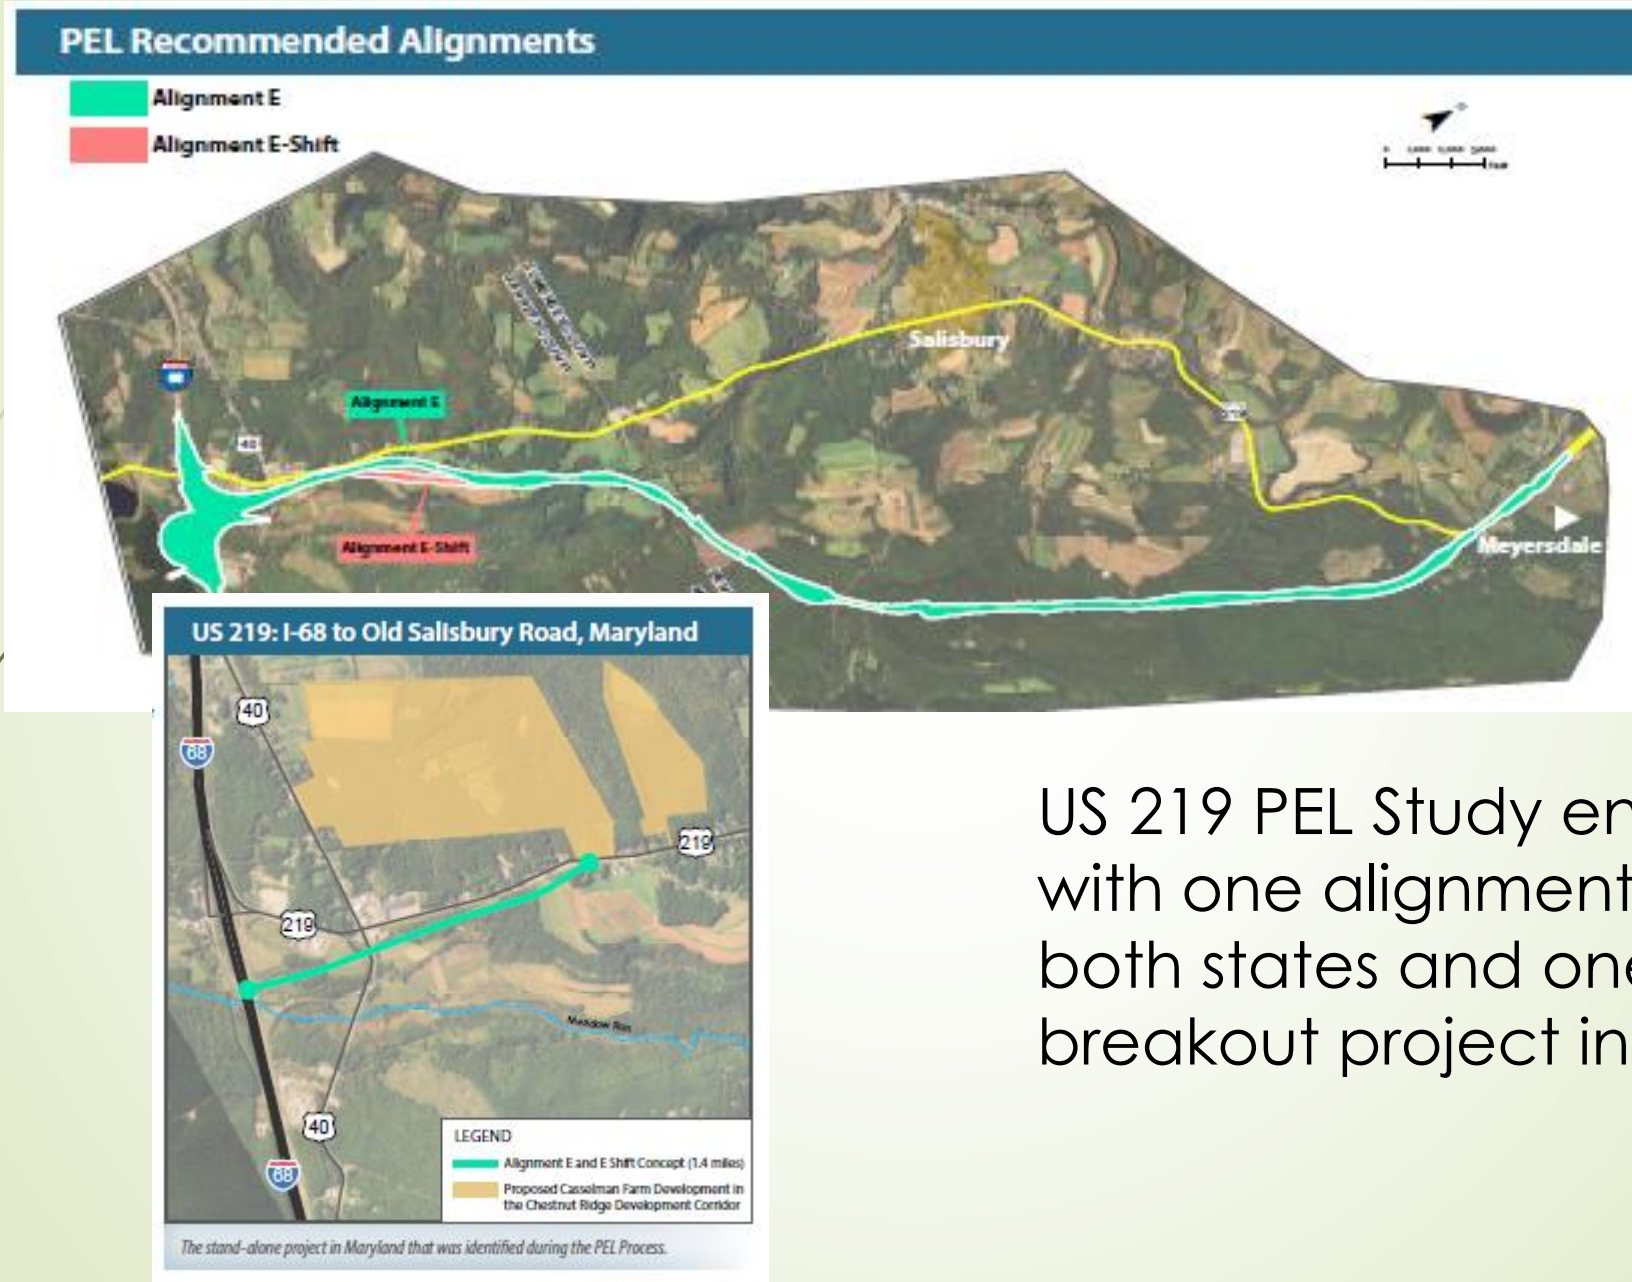 PEL Recommended Alignments
Alignment E
Alignment E-Shift
0
feet
Salisbury
40
Alignment E
219
Alignment E-Shift
Meyersdale
US 219: I-68 to Old Salisbury Road, Maryland
40
68
219
219
Meadow Run
40
68
LEGEND
Alignment E and E Shift Concept (1.4 miles)
Proposed Casselman Farm Development in
the Chestnut Ridge Development Corridor
The stand-alone project in Maryland that was identified during the PEL Process.
US 219 PEL Study en
with one alignment
both states and one
breakout project in